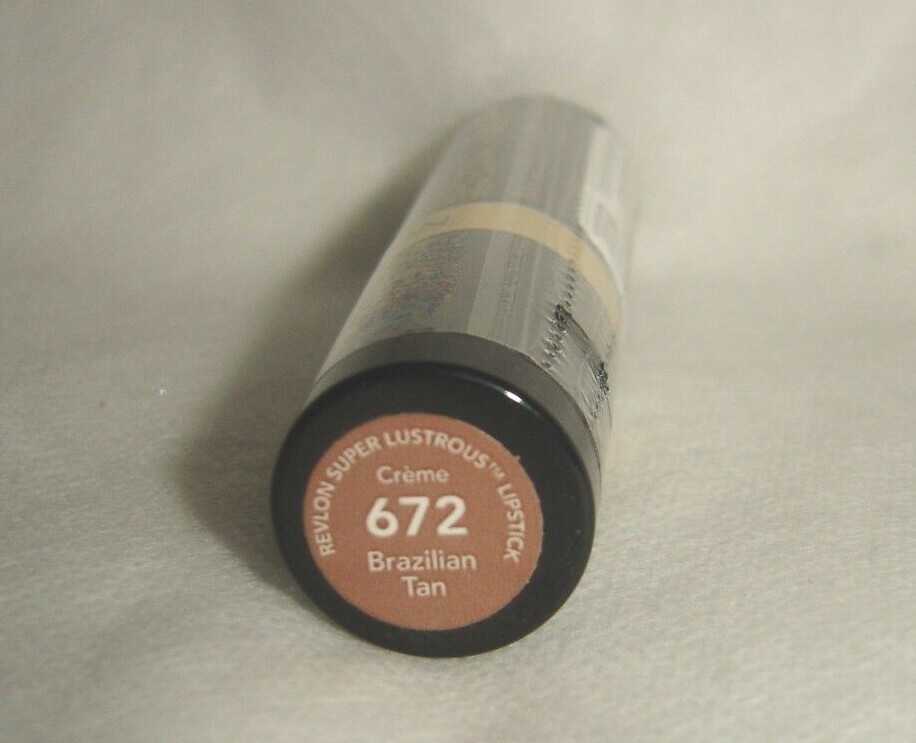 REVLON SUPER LUSTROUS™ LIPSTICK
Crème
672
Brazilian
Tan